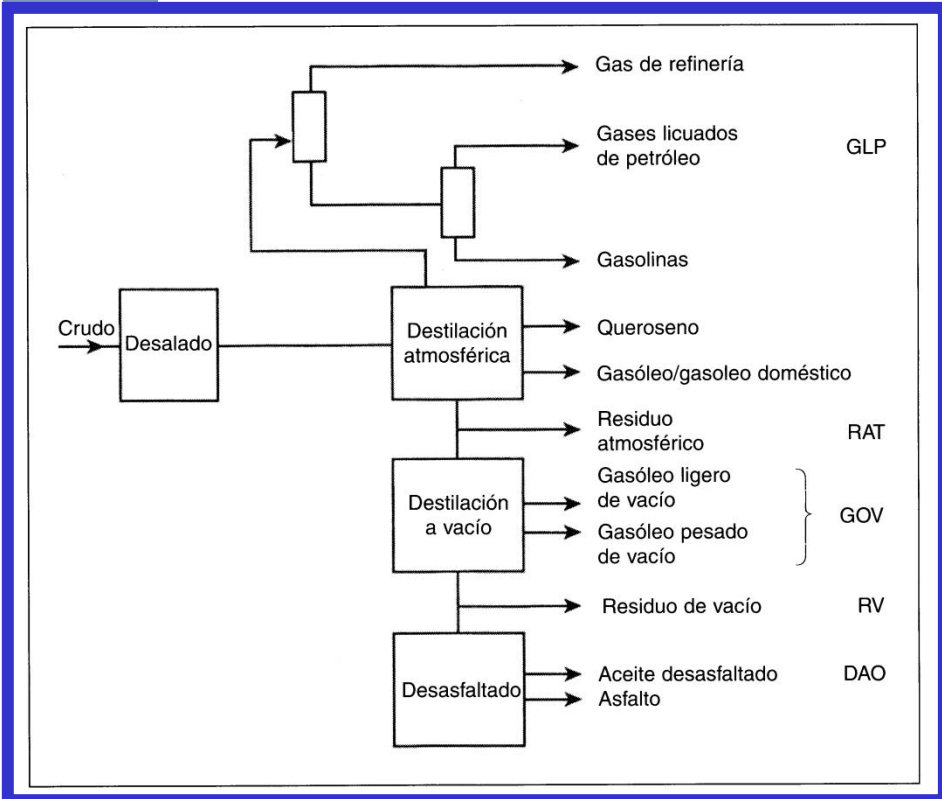 Gas de refinería
Gases licuados
de petróleo
GLP
Gasolinas
Crudo
Desalado
Destilación
atmosférica
Queroseno
Gasóleo/gasoleo doméstico
Residuo
atmosférico
RAT
Destilación
a vacío
Gasóleo ligero
de vacío
Gasóleo pesado
de vacío
GOV
Residuo de vacío
RV
Desasfaltado
Aceite desasfaltado
DAO
Asfalto